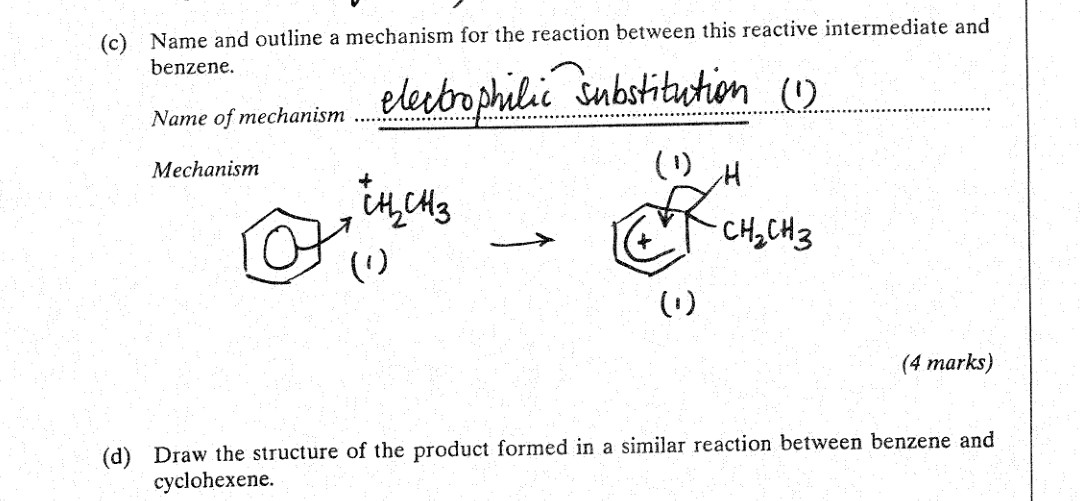 (c) Name and outline a mechanism for the reaction between this reactive intermediate and
benzene.
Name of mechanism electrophilic substitution (1)
Mechanism
(1) H
+
CH₂CH₃
+ CH₂CH₃
(1)
(1)
(4 marks)
(d) Draw the structure of the product formed in a similar reaction between benzene and
cyclohexene.